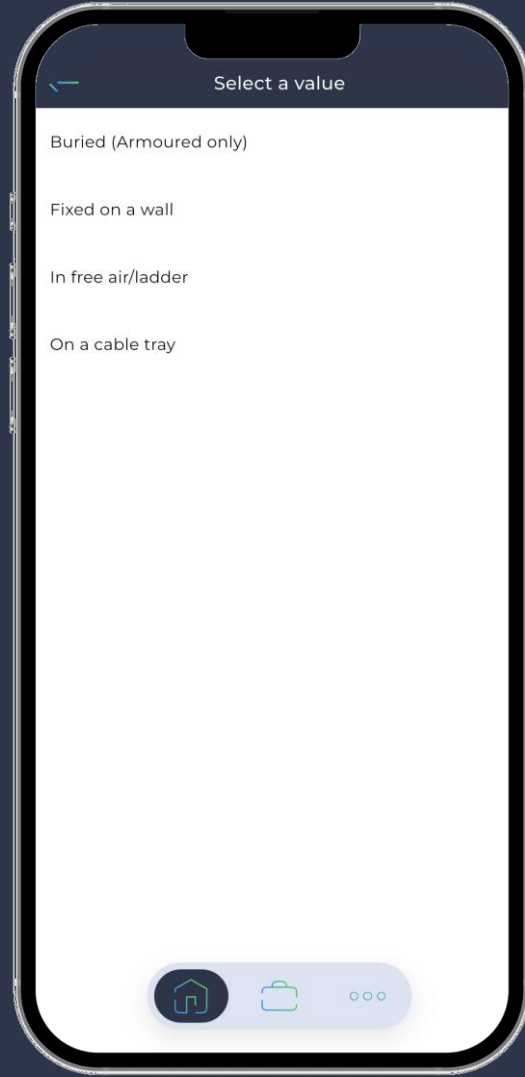 Select a value
Buried (Armoured only)
Fixed on a wall
In free air/ladder
On a cable tray